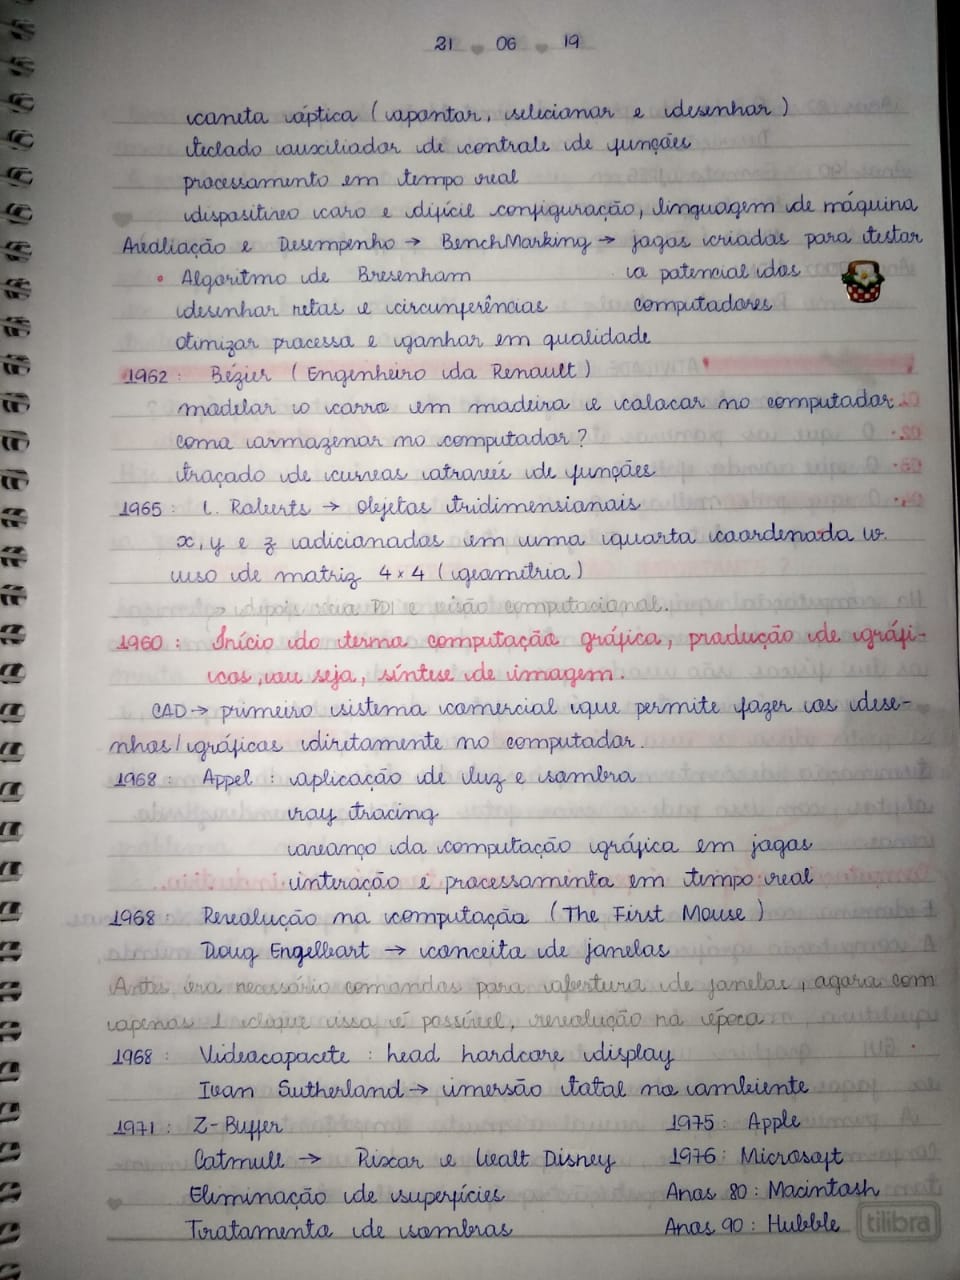 21 06 19
caneta óptica (apontar, selecionar e desenhar)
teclado auxiliador de controle de funções
processamento em tempo real
dispositivo caro e difícil configuração, linguagem de máquina
Avaliação e Desempenho → BenchMarking → jogos criados para testar
• Algoritmo de Bresenham o potencial dos
desenhar retas e circunferências computadores
otimizar processo e ganhar em qualidade
1962: Bézier (Engenheiro da Renault)
modelar o carro em madeira e colocar no computador
como armazenar no computador?
traçado de curvas através de funções
1965: L. Roberts → objetos tridimensionais
x, y e z adicionados em uma quarta coordenada w.
uso de matriz 4x4 (geometria)
→ depois PDI e visão computacional.
1960: Início do termo computação gráfica, produção de gráfi-
cos, ou seja, síntese de imagem.
CAD → primeiro sistema comercial que permite fazer os dese-
nhos/gráficos diretamente no computador.
1968: Appel: aplicação de luz e sombra
ray tracing
avanço da computação gráfica em jogos
interação e processamento em tempo real
1968: Revolução na computação (The First Mouse)
Doug Engelbart → conceito de janelas
Antes era necessário comandos para abertura de janelas, agora com
apenas 1 clique isso é possível, revolução na época
1968: Videocapacete: head hardcore display
Ivan Sutherland → imersão total no ambiente
1971: Z-Buffer 1975: Apple
Catmull → Pixar e Walt Disney 1976: Microsoft
Eliminação de superfícies Anos 80: Macintosh
Tratamento de sombras Anos 90: Hubble
tilibra